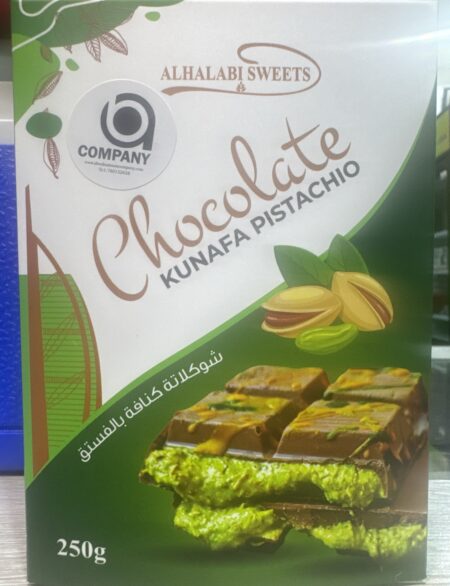 ALHALABI SWEETS
COMPANY
Chocolate
KUNAFA PISTACHIO
شوكلاتة كنافة بالفستق
250g